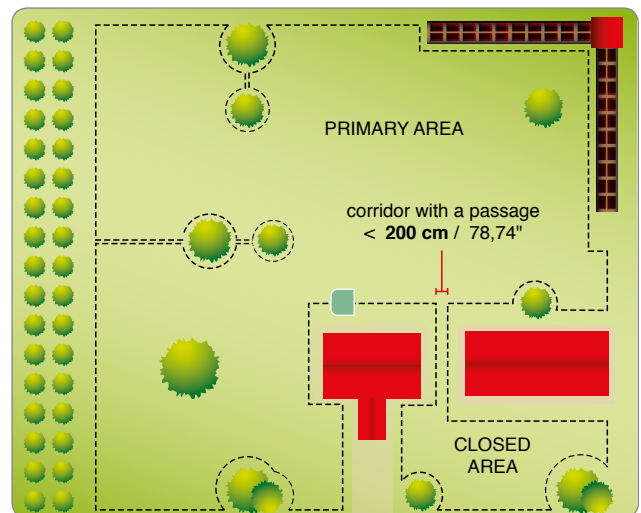 PRIMARY AREA
corridor with a passage
< 200 cm / 78,74"
CLOSED
AREA